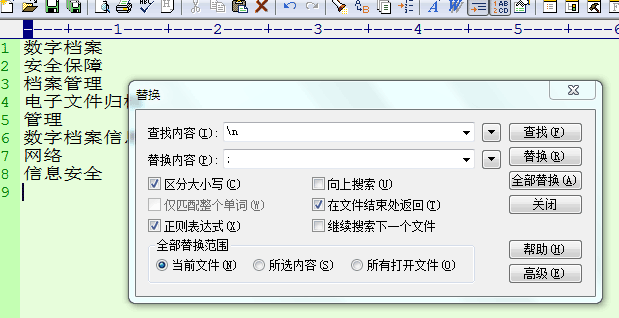 ----+----1----+----2----+----3----+----4----+----5----+----6
1 数字档案
2 安全保障
3 档案管理
4 电子文件归
5 管理
6 数字档案信
7 网络
8 信息安全
9
替换
查找内容(I): \n 查找(F)
替换内容(P): ; 替换(R)
区分大小写(C) 向上搜索(U) 全部替换(A)
仅匹配整个单词(W) 在文件结束处返回(T) 关闭
正则表达式(X) 继续搜索下一个文件
全部替换范围 帮助(H)
当前文件(N) 所选内容(S) 所有打开文件(O) 高级(E)